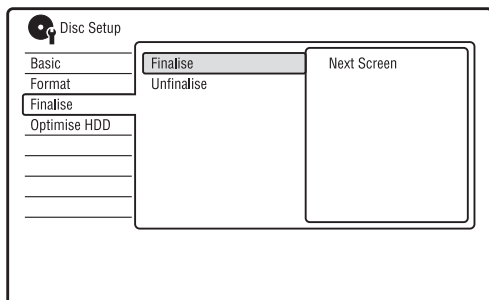 Disc Setup
Basic
Format
Finalise
Optimise HDD
Finalise
Unfinalise
Next Screen